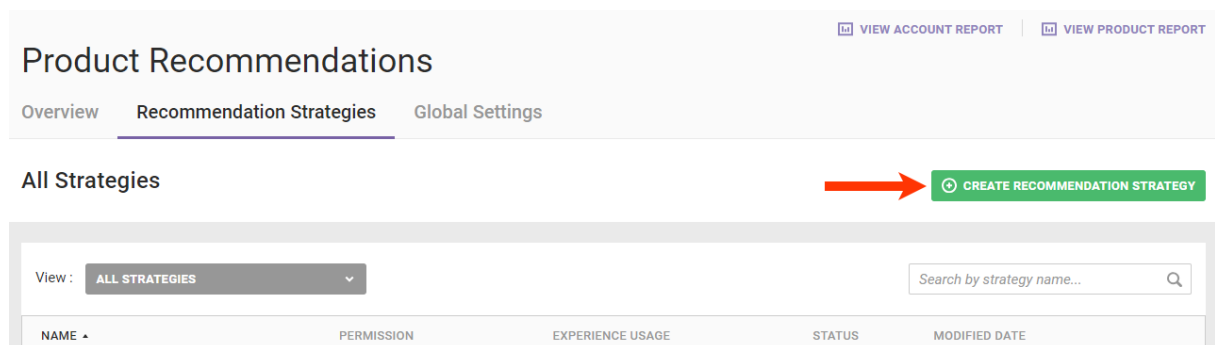 VIEW ACCOUNT REPORT VIEW PRODUCT REPORT
Product Recommendations
Overview Recommendation Strategies Global Settings
All Strategies CREATE RECOMMENDATION STRATEGY
View : ALL STRATEGIES Search by strategy name...
NAME PERMISSION EXPERIENCE USAGE STATUS MODIFIED DATE